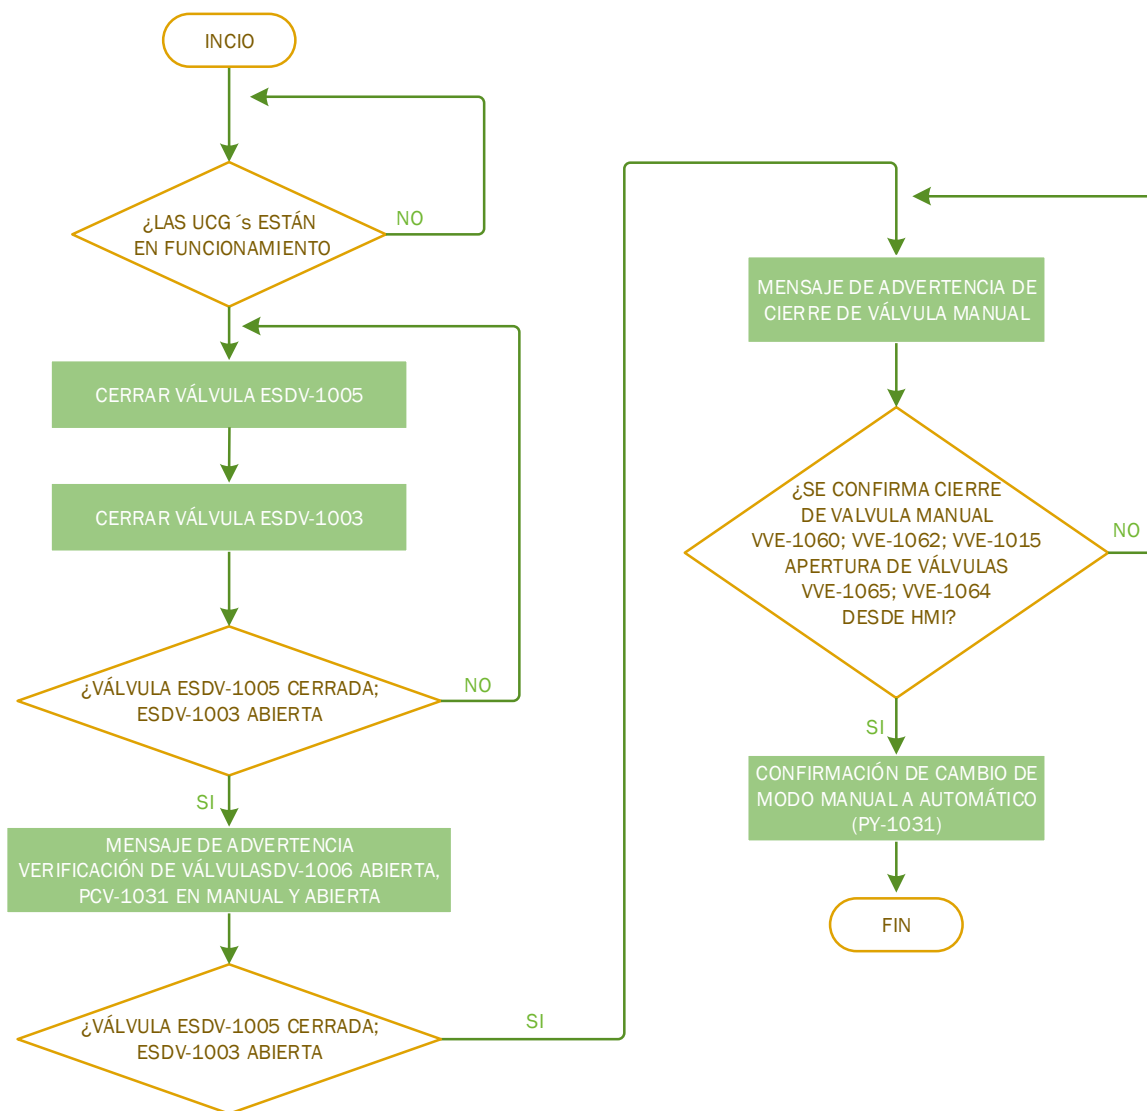 INCIO
¿LAS UCG ´s ESTÁN
EN FUNCIONAMIENTO
NO
CERRAR VÁLVULA ESDV-1005
CERRAR VÁLVULA ESDV-1003
¿VÁLVULA ESDV-1005 CERRADA;
ESDV-1003 ABIERTA
NO
SI
MENSAJE DE ADVERTENCIA
VERIFICACIÓN DE VÁLVULASDV-1006 ABIERTA,
PCV-1031 EN MANUAL Y ABIERTA
¿VÁLVULA ESDV-1005 CERRADA;
ESDV-1003 ABIERTA
SI
MENSAJE DE ADVERTENCIA DE
CIERRE DE VÁLVULA MANUAL
¿SE CONFIRMA CIERRE
DE VALVULA MANUAL
VVE-1060; VVE-1062; VVE-1015
APERTURA DE VÁLVULAS
VVE-1065; VVE-1064
DESDE HMI?
NO
SI
CONFIRMACIÓN DE CAMBIO DE
MODO MANUAL A AUTOMÁTICO
(PY-1031)
FIN